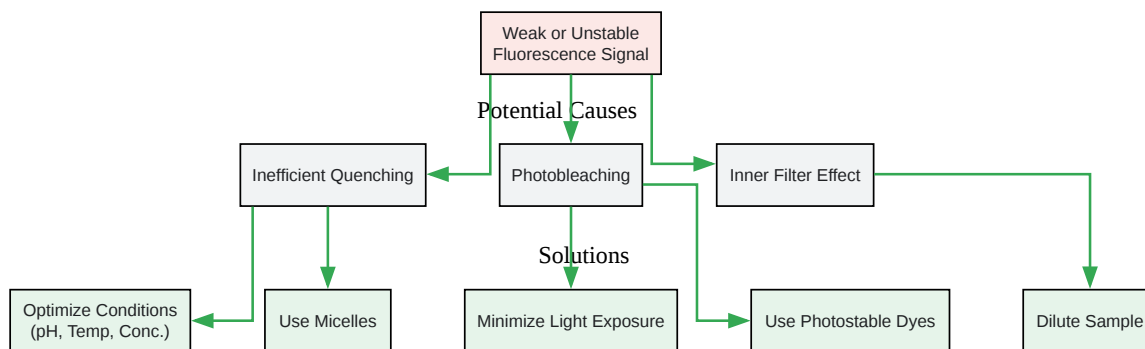 Weak or Unstable
Fluorescence Signal
Potential Causes
Inefficient Quenching
Photobleaching
Inner Filter Effect
Solutions
Optimize Conditions
(pH, Temp, Conc.)
Use Micelles
Minimize Light Exposure
Use Photostable Dyes
Dilute Sample